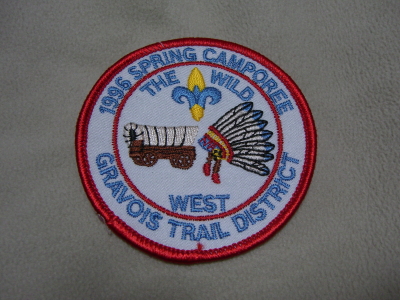 1996 SPRING CAMPOREE
THE WILD
WEST
GRAVOIS TRAIL DISTRICT